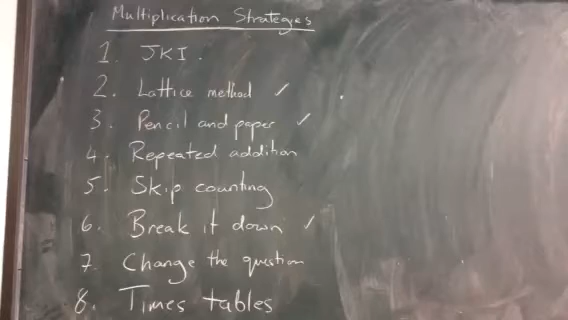 Multiplication Strategies
1. JKI.
2. Lattice method ✓
3. Pencil and paper ✓
4. Repeated addition
5. Skip counting
6. Break it down ✓
7. Change the question
8. Times tables